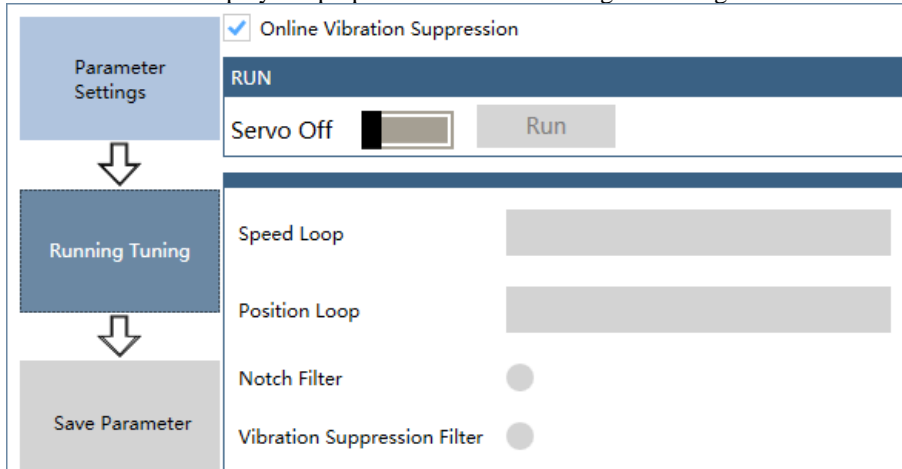 Online Vibration Suppression
Parameter
Settings
RUN
Servo Off
Run
Running Tuning
Speed Loop
Position Loop
Notch Filter
Save Parameter
Vibration Suppression Filter